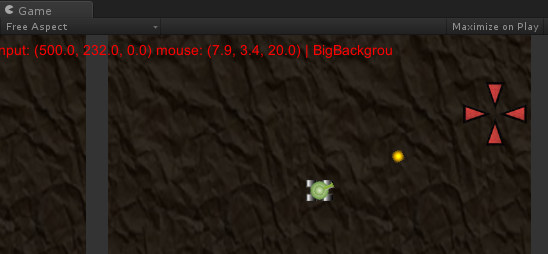 Game
Free Aspect
Maximize on Play
nput: (500.0, 232.0, 0.0) mouse: (7.9, 3.4, 20.0) | BigBackgrou